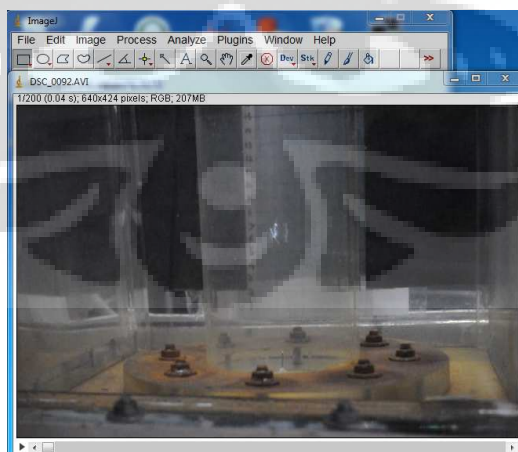 ImageJ
File Edit Image Process Analyze Plugins Window Help
A Dev Stk >>
DSC_0092.AVI
1/200 (0.04 s); 640x424 pixels; RGB; 207MB